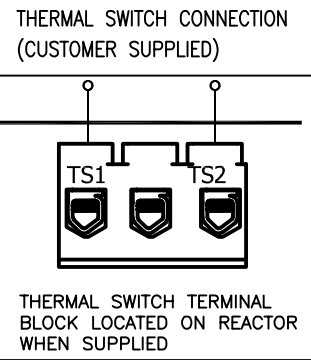 THERMAL SWITCH CONNECTION
(CUSTOMER SUPPLIED)
TS1 TS2
THERMAL SWITCH TERMINAL
BLOCK LOCATED ON REACTOR
WHEN SUPPLIED